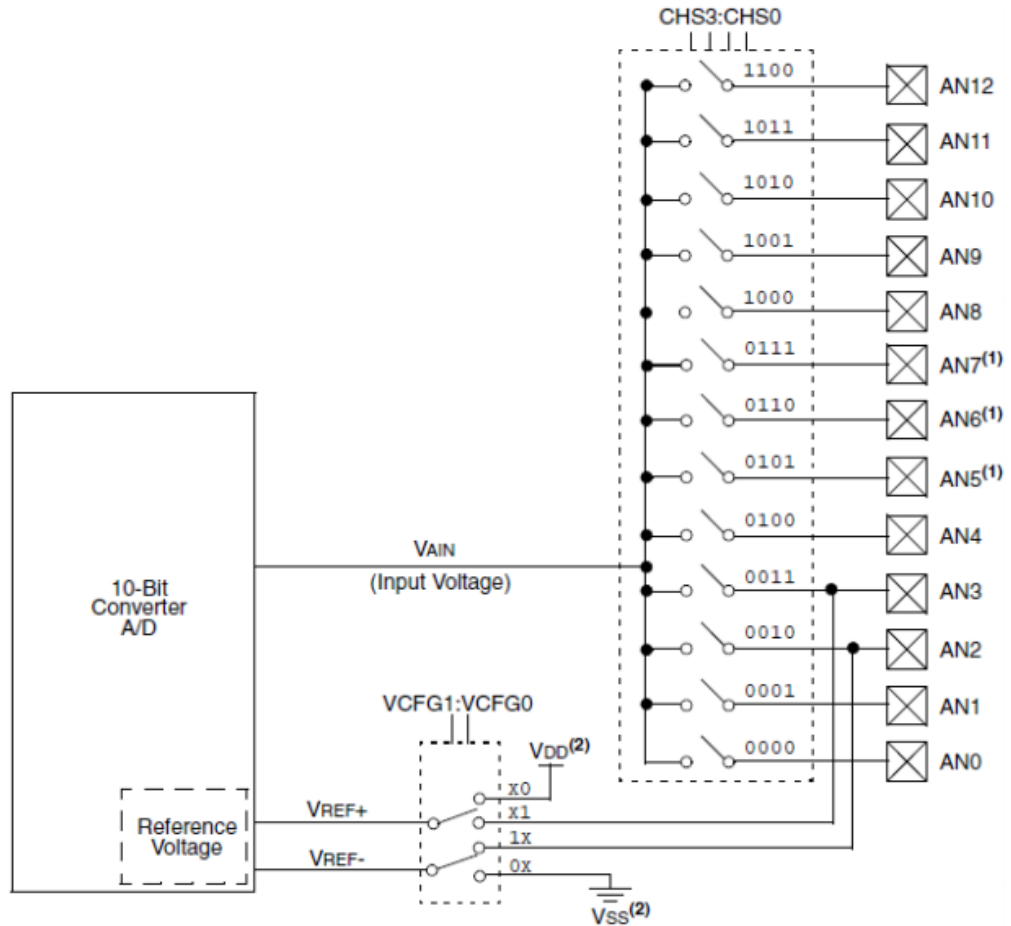 CHS3:CHS0
1100 AN12
1011 AN11
1010 AN10
1001 AN9
1000 AN8
0111 AN7(1)
0110 AN6(1)
0101 AN5(1)
0100 AN4
VAIN
(Input Voltage)
0011 AN3
10-Bit
Converter
A/D
0010 AN2
0001 AN1
VCFG1:VCFG0
0000 AN0
VDD(2)
X0
VREF+
X1
Reference
Voltage
1X
VREF-
0X
VSS(2)